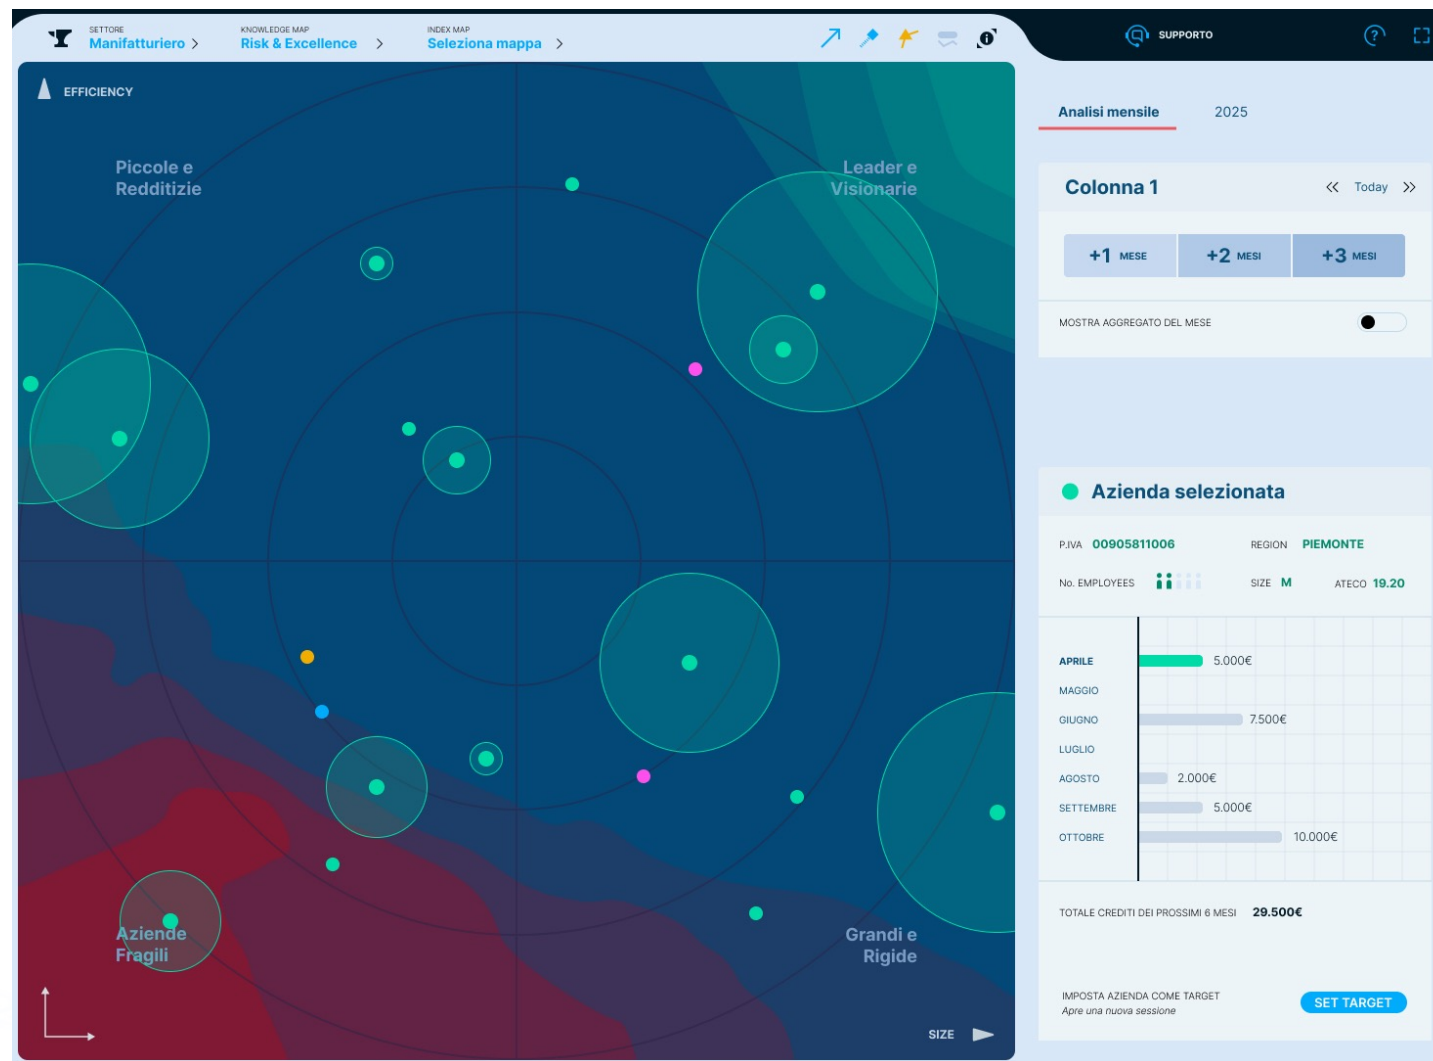 SETTORE
Manifatturiero >
KNOWLEDGE MAP
Risk & Excellence >
INDEX MAP
Seleziona mappa >
SUPPORTO
EFFICIENCY
Piccole e
Redditizie
Leader e
Visionarie
Aziende
Fragili
Grandi e
Rigide
SIZE
Analisi mensile 2025
Colonna 1 << Today >>
+1 MESE +2 MESI +3 MESI
MOSTRA AGGREGATO DEL MESE
Azienda selezionata
P.IVA 00905811006 REGION PIEMONTE
No. EMPLOYEES SIZE M ATECO 19.20
APRILE 5.000€
MAGGIO
GIUGNO 7.500€
LUGLIO
AGOSTO 2.000€
SETTEMBRE 5.000€
OTTOBRE 10.000€
TOTALE CREDITI DEI PROSSIMI 6 MESI 29.500€
IMPOSTA AZIENDA COME TARGET
Apre una nuova sessione
SET TARGET